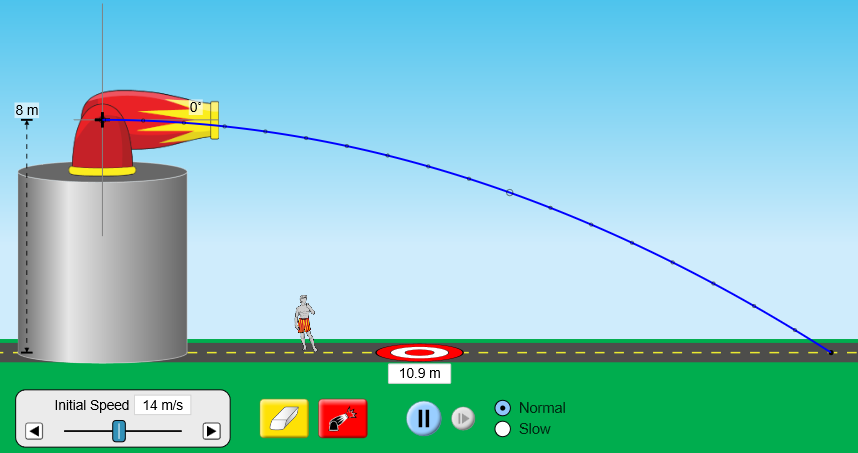 8 m
0°
10.9 m
Initial Speed 14 m/s
Normal
Slow